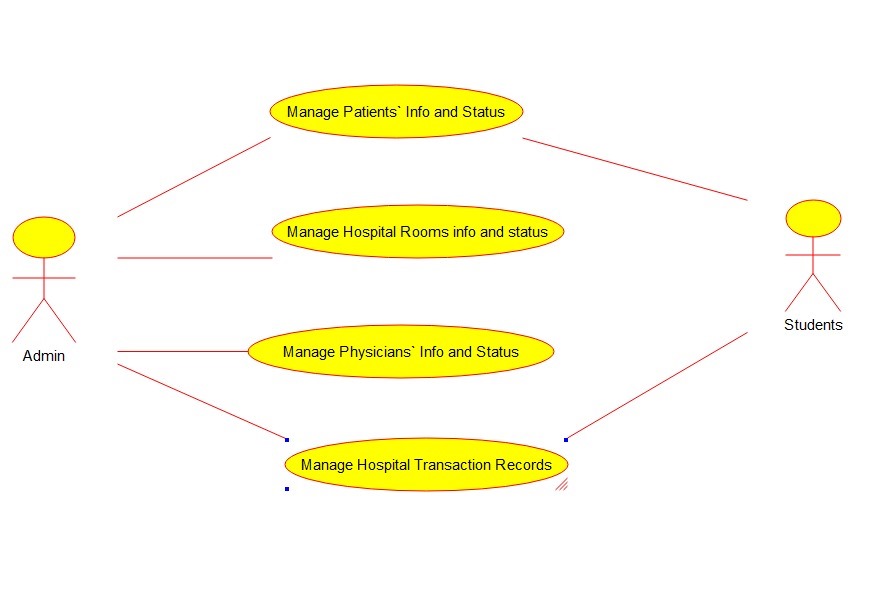 Manage Patients` Info and Status
Manage Hospital Rooms info and status
Students
Manage Physicians` Info and Status
Admin
Manage Hospital Transaction Records